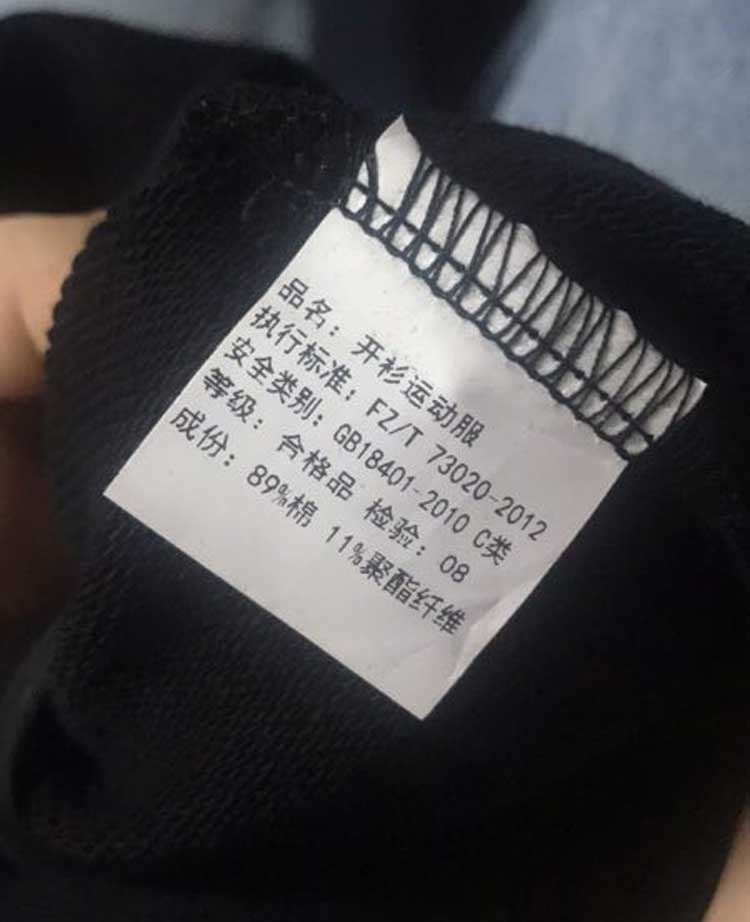 品名：开衫运动服
执行标准：FZ/T 73020-2012
安全类别：GB18401-2010 C类
等级：合格品 检验：08
成份：89%棉 11%聚酯纤维